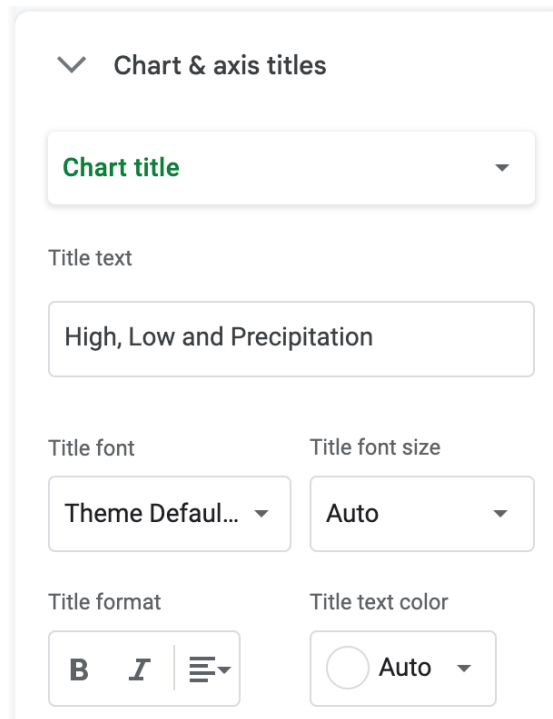 Chart & axis titles
Chart title
Title text
High, Low and Precipitation
Title font
Title font size
Theme Defaul...
Auto
Title format
Title text color
B I
Auto